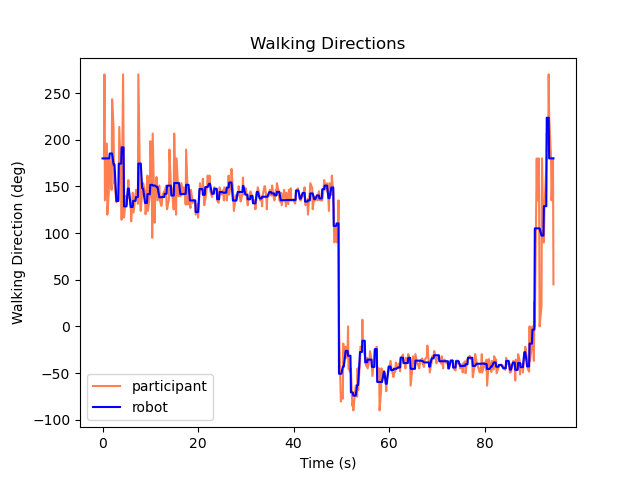 Walking Directions
Walking Direction (deg)
250
200
150
100
50
0
−50
−100
participant
robot
0 20 40 60 80
Time (s)